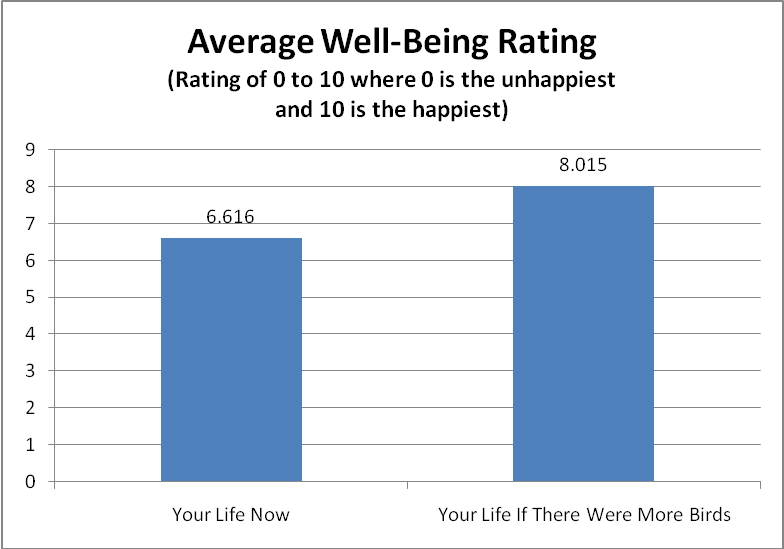 Average Well-Being Rating
(Rating of 0 to 10 where 0 is the unhappiest
and 10 is the happiest)
9
8
7
6
5
4
3
2
1
0
6.616
8.015
Your Life Now
Your Life If There Were More Birds